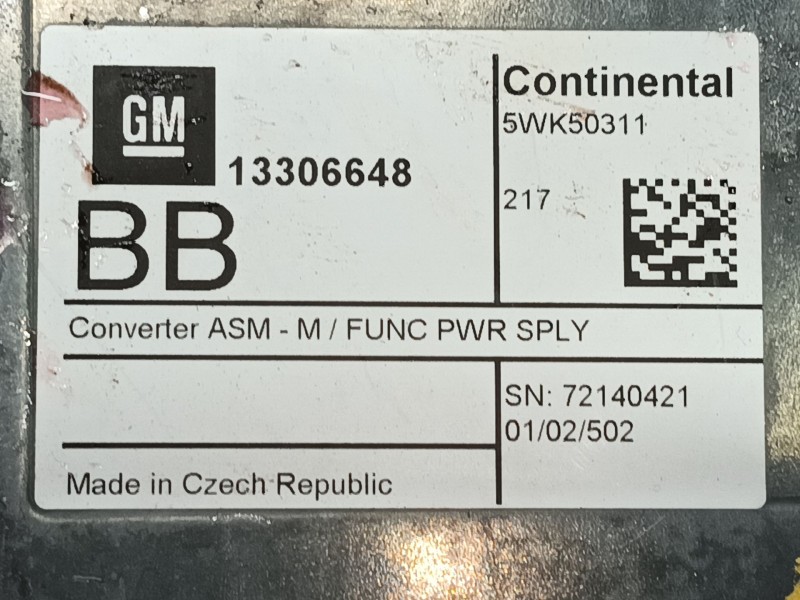 GM
13306648
BB
Continental
5WK50311
217
Converter ASM - M / FUNC PWR SPLY
SN: 72140421
01/02/502
Made in Czech Republic